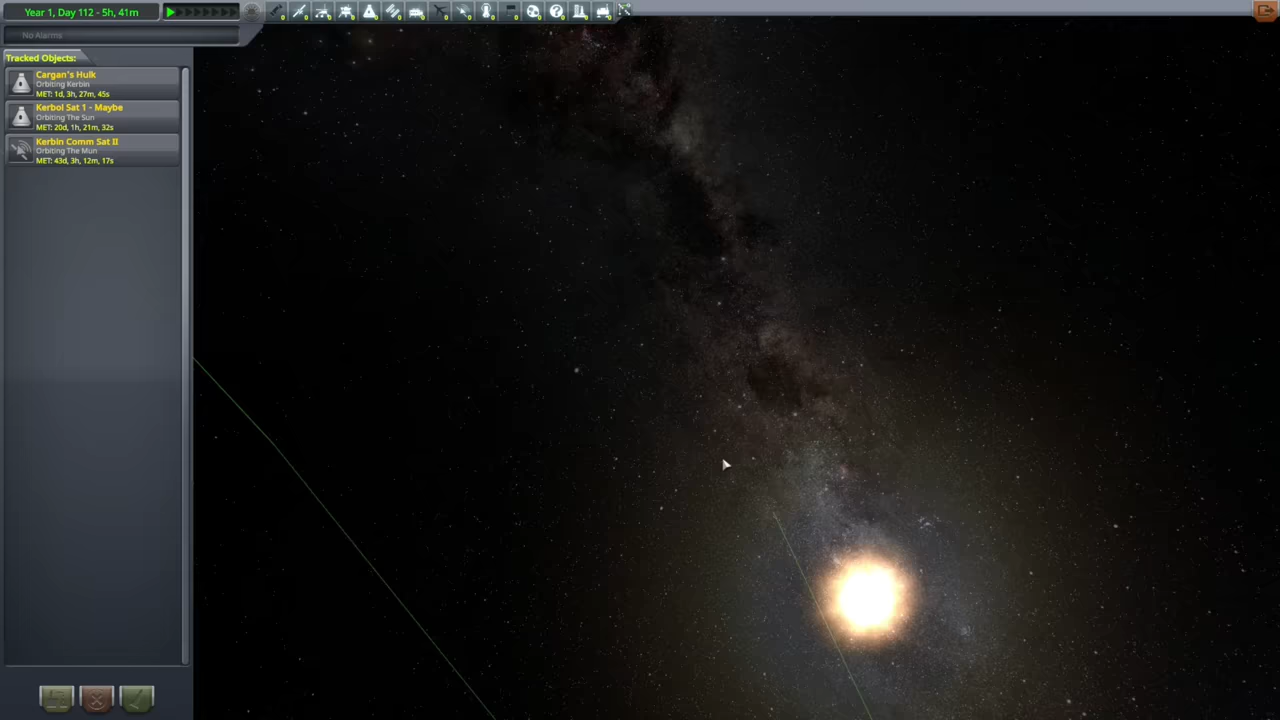 Year 1, Day 112 - 5h, 41m
No Alarms
Tracked Objects:
Cargan's Hulk
Orbiting Kerbin
MET: 1d, 3h, 27m, 45s
Kerbol Sat 1 - Maybe
Orbiting The Sun
MET: 20d, 1h, 21m, 32s
Kerbin Comm Sat II
Orbiting The Mun
MET: 43d, 3h, 12m, 17s